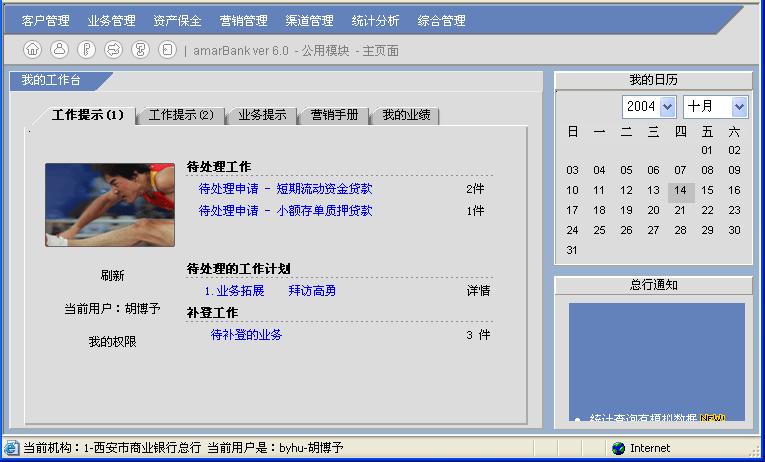 客户管理 业务管理 资产保全 营销管理 渠道管理 统计分析 综合管理
| amarBank ver 6.0 - 公用模块 - 主页面
我的工作台
工作提示(1) 工作提示(2) 业务提示 营销手册 我的业绩
待处理工作
待处理申请 - 短期流动资金贷款 2件
待处理申请 - 小额存单质押贷款 1件
待处理的工作计划
1.业务拓展 拜访高勇 详情
补登工作
待补登的业务 3 件
刷新
当前用户：胡博予
我的权限
我的日历
2004 十月
日 一 二 三 四 五 六
01 02
03 04 05 06 07 08 09
10 11 12 13 14 15 16
17 18 19 20 21 22 23
24 25 26 27 28 29 30
31
总行通知
• 统计查询有模拟数据 NEW!
当前机构：1-西安市商业银行总行 当前用户是：byhu-胡博予
Internet